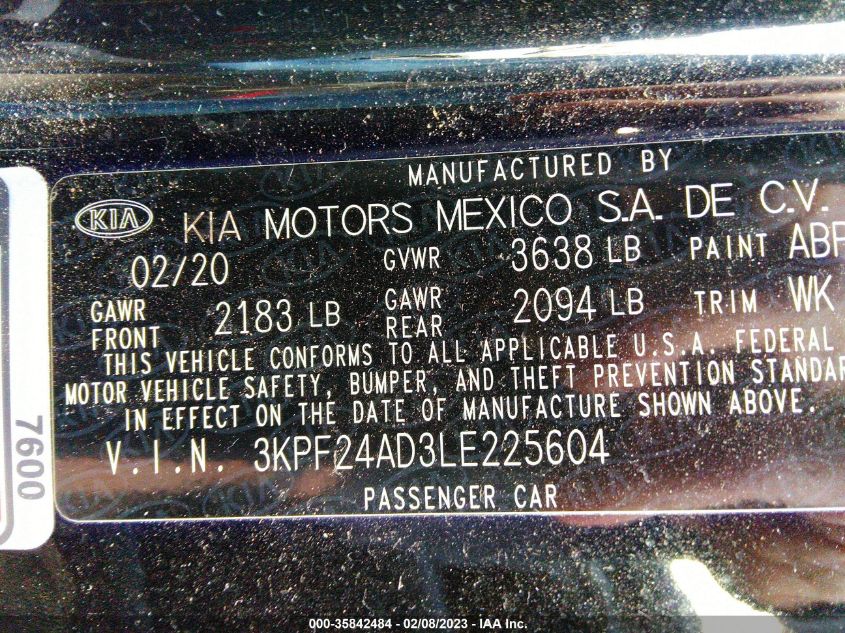 MANUFACTURED BY
KIA KIA MOTORS MEXICO S.A. DE C.V.
02/20 GVWR 3638 LB PAINT ABP
GAWR FRONT 2183 LB GAWR REAR 2094 LB TRIM WK
THIS VEHICLE CONFORMS TO ALL APPLICABLE U.S.A. FEDERAL
MOTOR VEHICLE SAFETY, BUMPER, AND THEFT PREVENTION STANDAR
IN EFFECT ON THE DATE OF MANUFACTURE SHOWN ABOVE.
V.I.N. 3KPF24AD3LE225604
PASSENGER CAR
7600
000-35842484 - 02/08/2023 - IAA Inc.